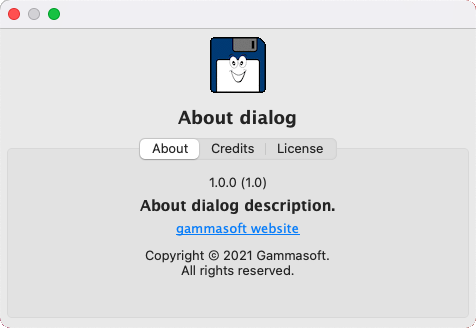 About dialog
About Credits License
1.0.0 (1.0)
About dialog description.
gammasoft website
Copyright © 2021 Gammasoft.
All rights reserved.